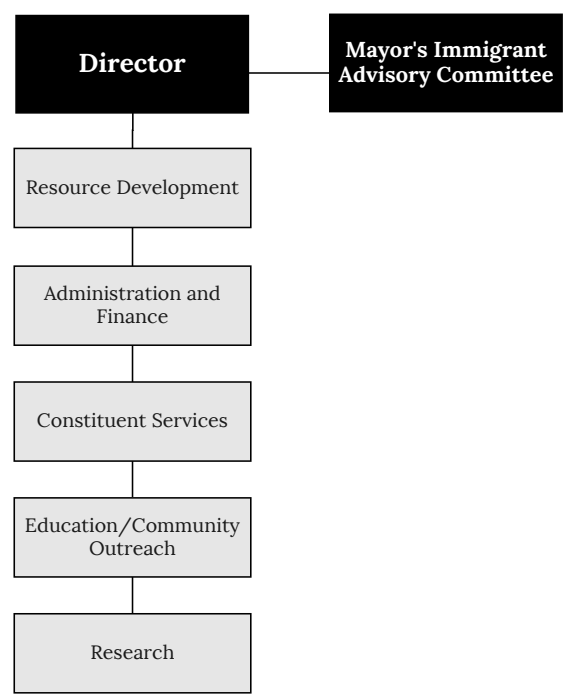 Director
Mayor's Immigrant
Advisory Committee
Resource Development
Administration and
Finance
Constituent Services
Education/Community
Outreach
Research